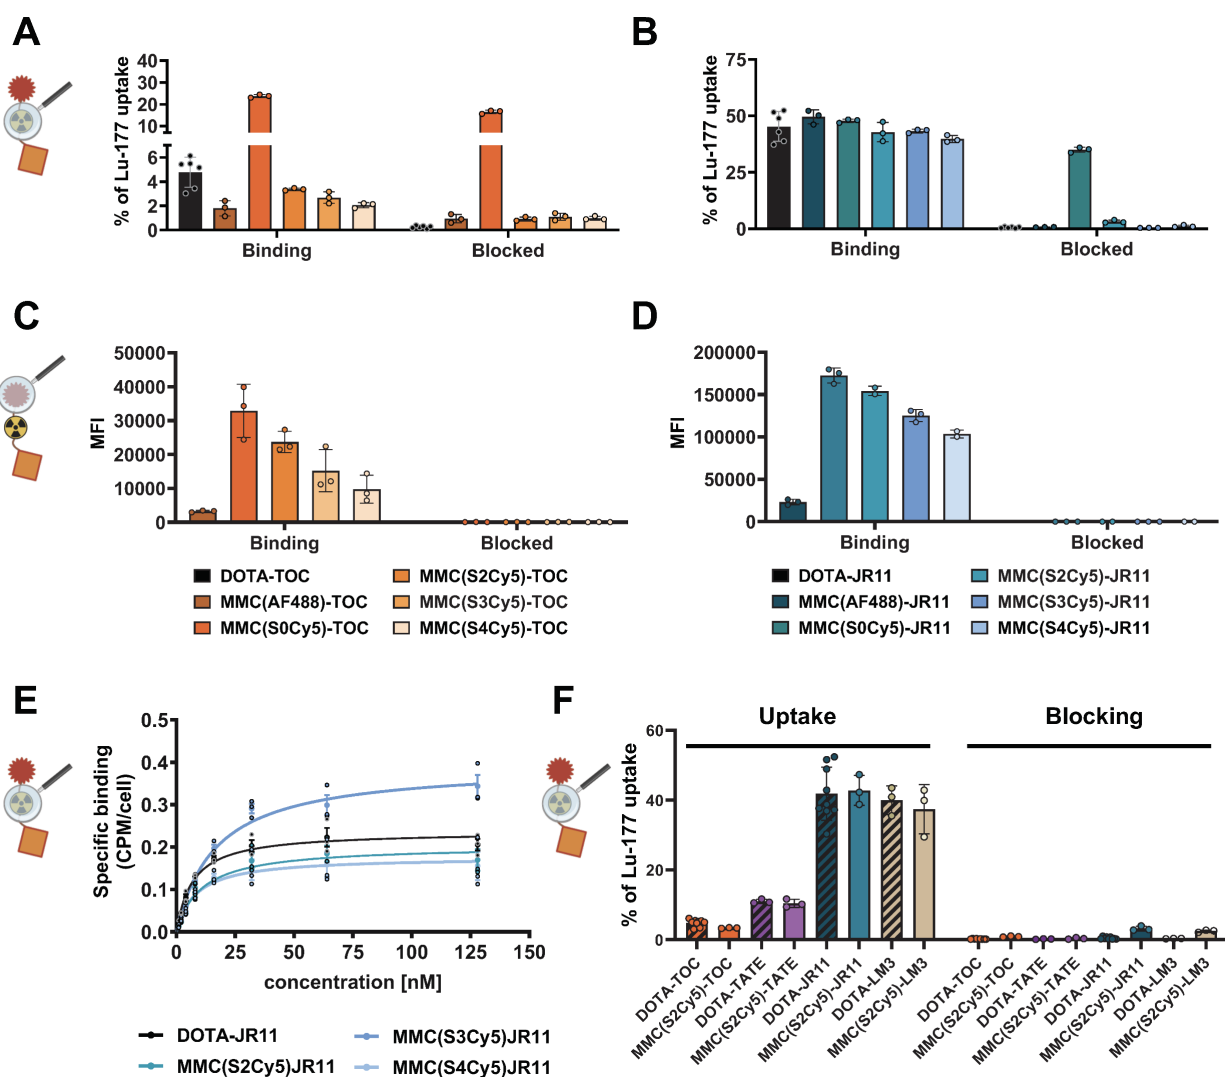 A
% of Lu-177 uptake
40
30
20
10
6
4
2
0
Binding
Blocked
B
% of Lu-177 uptake
75
50
25
0
Binding
Blocked
C
MFI
50000
40000
30000
20000
10000
0
Binding
Blocked
DOTA-TOC
MMC(AF488)-TOC
MMC(S0Cy5)-TOC
MMC(S2Cy5)-TOC
MMC(S3Cy5)-TOC
MMC(S4Cy5)-TOC
D
MFI
200000
150000
100000
50000
0
Binding
Blocked
DOTA-JR11
MMC(AF488)-JR11
MMC(S0Cy5)-JR11
MMC(S2Cy5)-JR11
MMC(S3Cy5)-JR11
MMC(S4Cy5)-JR11
E
Specific binding
(CPM/cell)
0.5
0.4
0.3
0.2
0.1
0.0
0
25
50
75
100
125
150
concentration [nM]
DOTA-JR11
MMC(S2Cy5)JR11
MMC(S3Cy5)JR11
MMC(S4Cy5)JR11
F
Uptake
Blocking
% of Lu-177 uptake
60
40
20
0
DOTA-TOC
MMC(S2Cy5)-TOC
DOTA-TATE
MMC(S2Cy5)-TATE
DOTA-JR11
MMC(S2Cy5)-JR11
DOTA-LM3
MMC(S2Cy5)-LM3
DOTA-TOC
MMC(S2Cy5)-TOC
DOTA-TATE
MMC(S2Cy5)-TATE
DOTA-JR11
MMC(S2Cy5)-JR11
DOTA-LM3
MMC(S2Cy5)-LM3